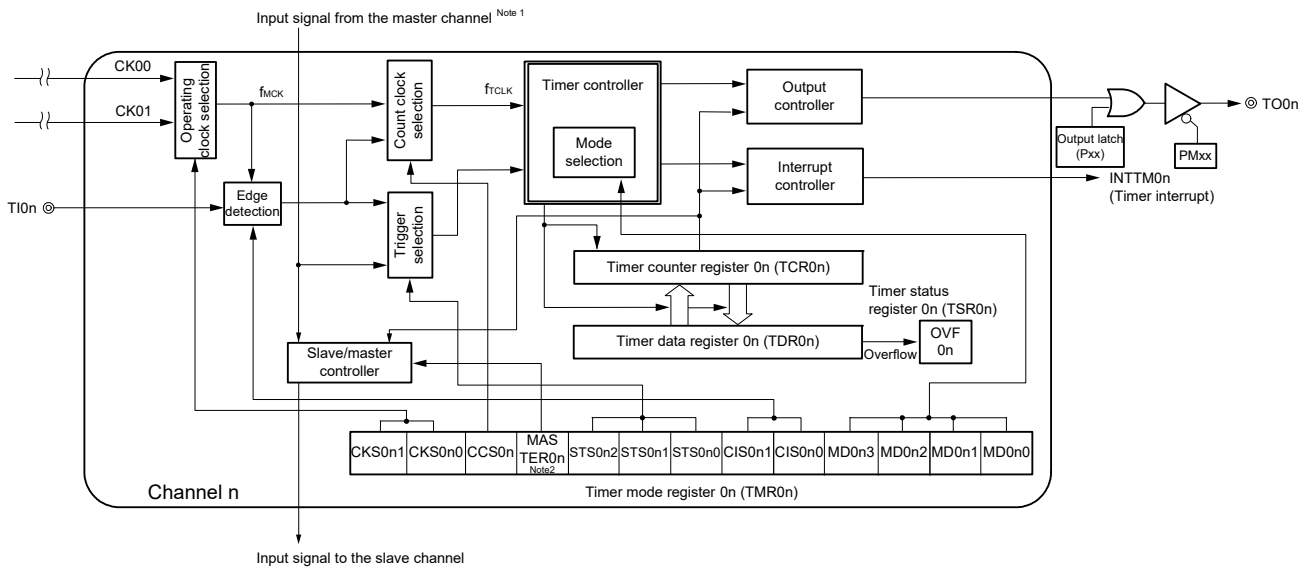 Input signal from the master channel Note 1
CK00
CK01
Operating
clock selection
fMCK
Count clock
selection
fTCLK
Timer controller
Mode
selection
Output
controller
Interrupt
controller
Output latch
(Pxx)
PMxx
TO0n
INTTM0n
(Timer interrupt)
TI0n
Edge
detection
Trigger
selection
Timer counter register 0n (TCR0n)
Timer status
register 0n (TSR0n)
Timer data register 0n (TDR0n)
Overflow
OVF
0n
Slave/master
controller
CKS0n1
CKS0n0
CCS0n
MAS
TER0n
Note2
STS0n2
STS0n1
STS0n0
CIS0n1
CIS0n0
MD0n3
MD0n2
MD0n1
MD0n0
Channel n
Timer mode register 0n (TMR0n)
Input signal to the slave channel